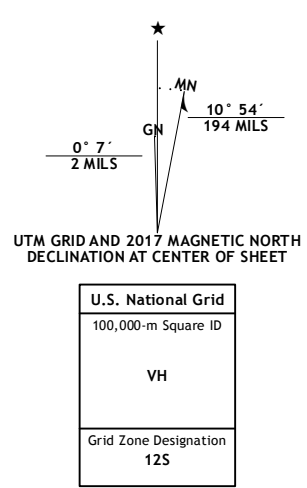 MN
10° 54´
194 MILS
GN
0° 7´
2 MILS
UTM GRID AND 2017 MAGNETIC NORTH
DECLINATION AT CENTER OF SHEET
U.S. National Grid
100,000-m Square ID
VH
Grid Zone Designation
12S